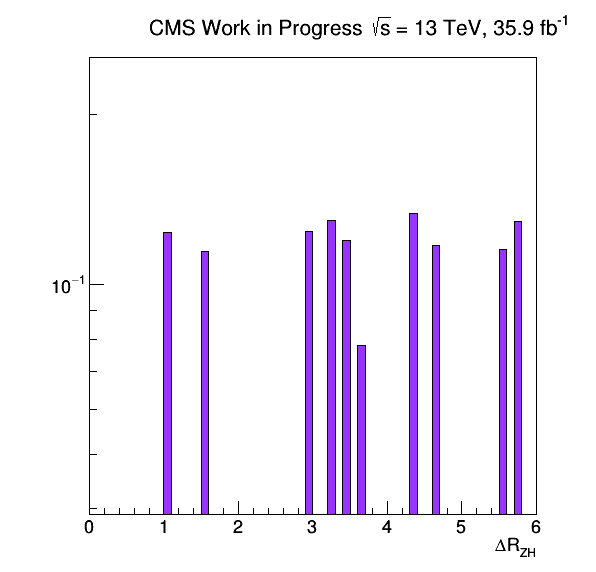 CMS Work in Progress √s = 13 TeV, 35.9 fb⁻¹
10⁻¹
0 1 2 3 4 5 6
ΔR_ZH